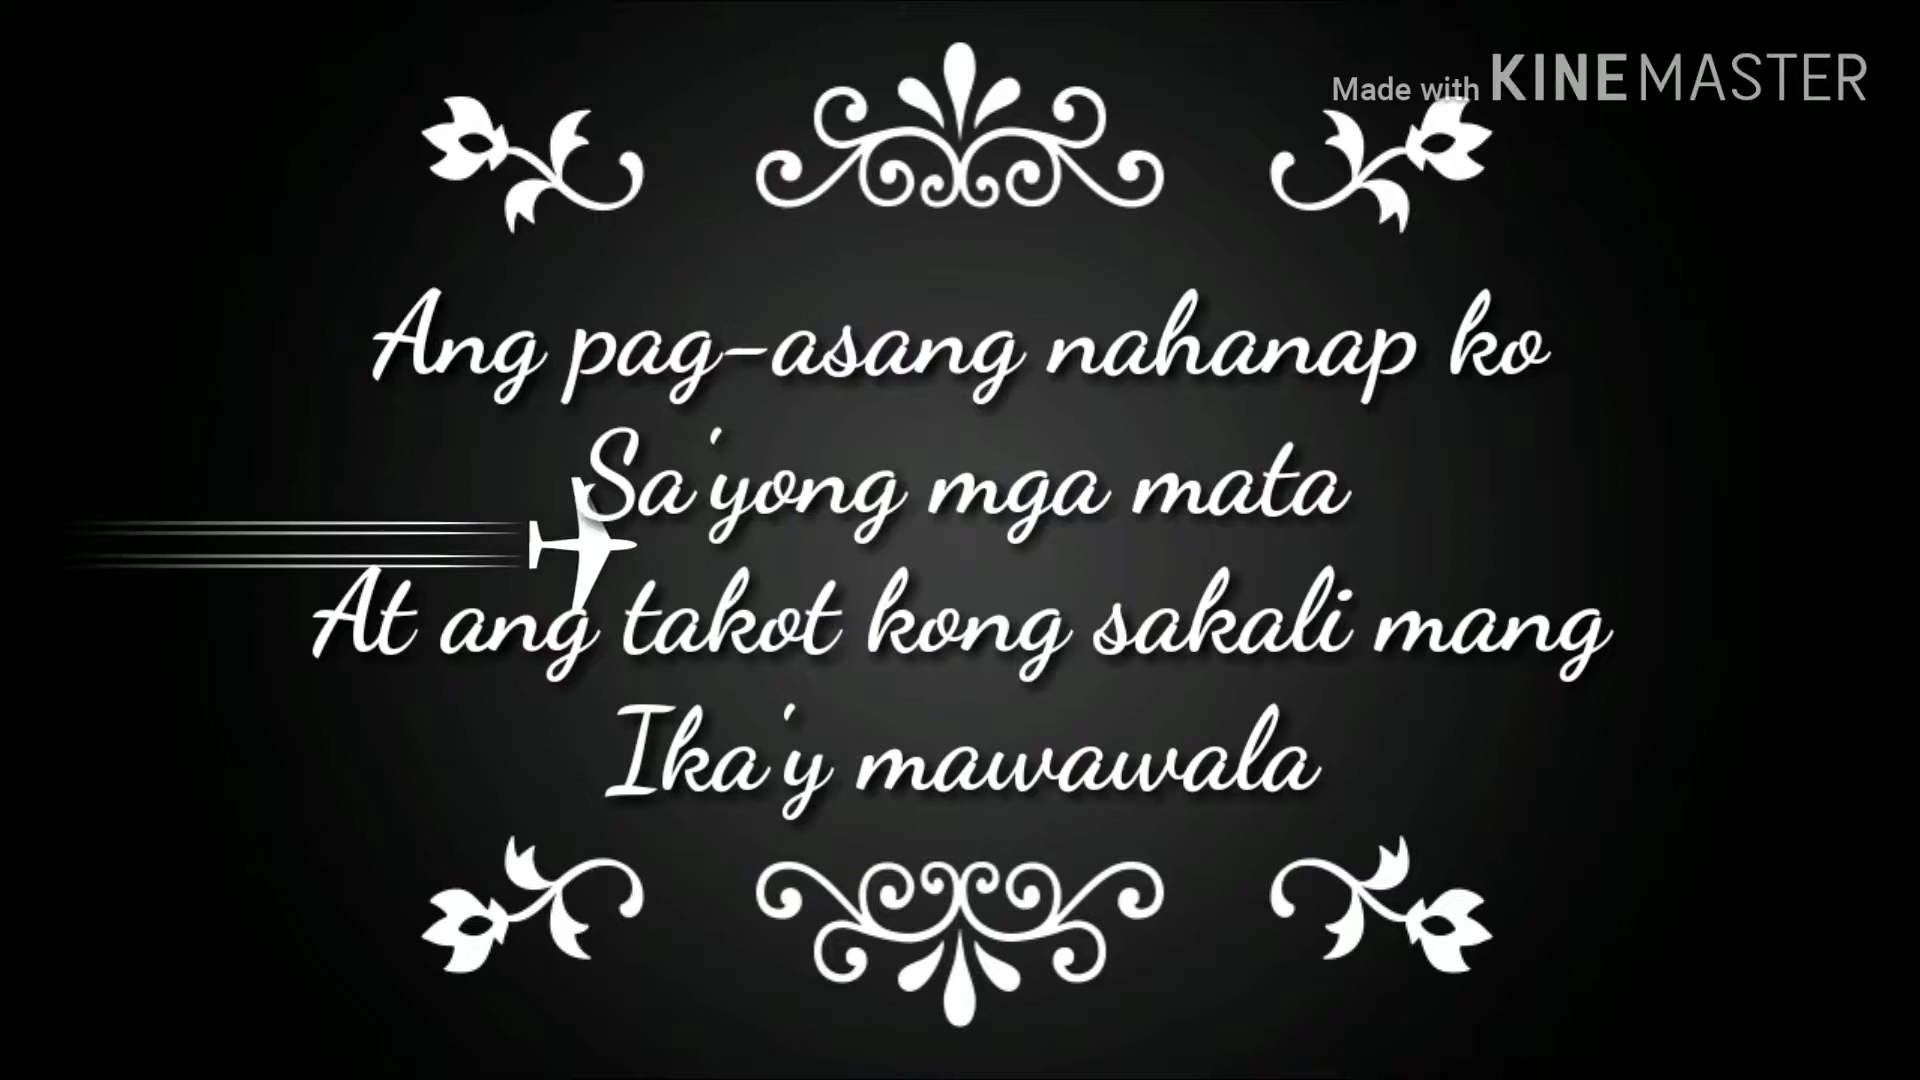 Made with KINEMASTER
Ang pag-asang nahanap ko
Sa'yong mga mata
At ang takot kong sakali mang
Ika'y mawawala